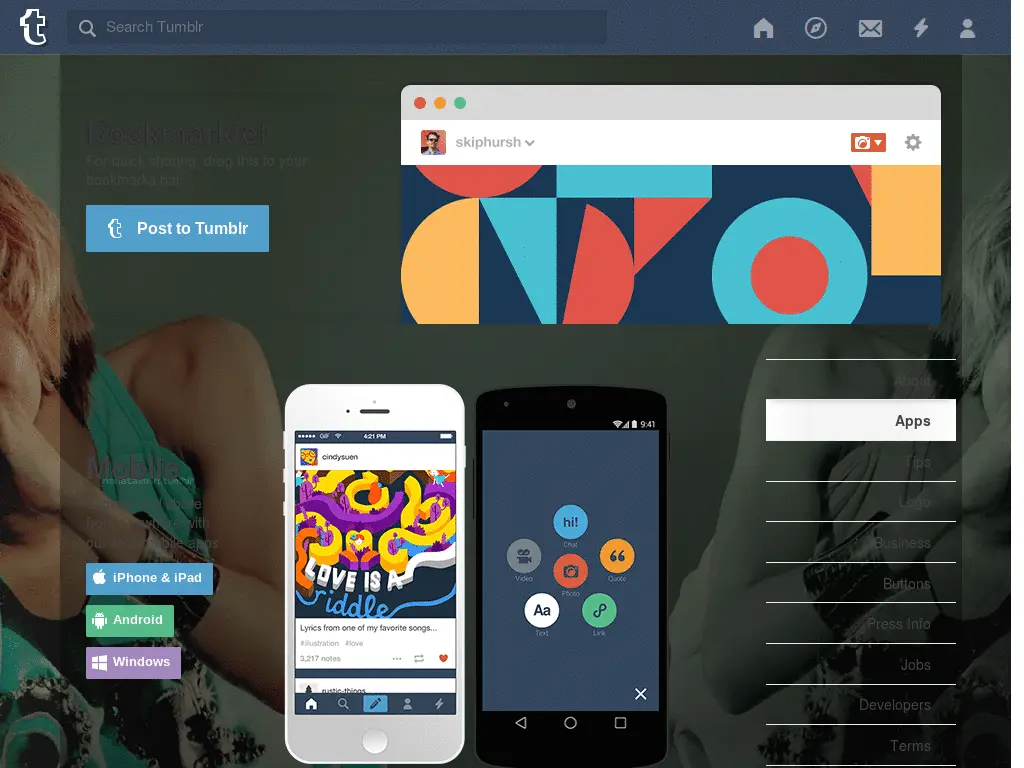 Search Tumblr
Bookmarklet
For quick sharing, drag this to your
bookmarks bar.
Post to Tumblr
skiphursh
Mobile
from
with
our
apps
iPhone & iPad
Android
Windows
GIF
4:21 PM
cindysuen
LOVE IS A
riddle
Lyrics from one of my favorite songs...
#illustration #love
3,217 notes
rustic-things
9:41
hi!
Chat
Video
Quote
Photo
Aa
Text
Link
About
Apps
Tips
Logo
Business
Buttons
Press Info
Jobs
Developers
Terms